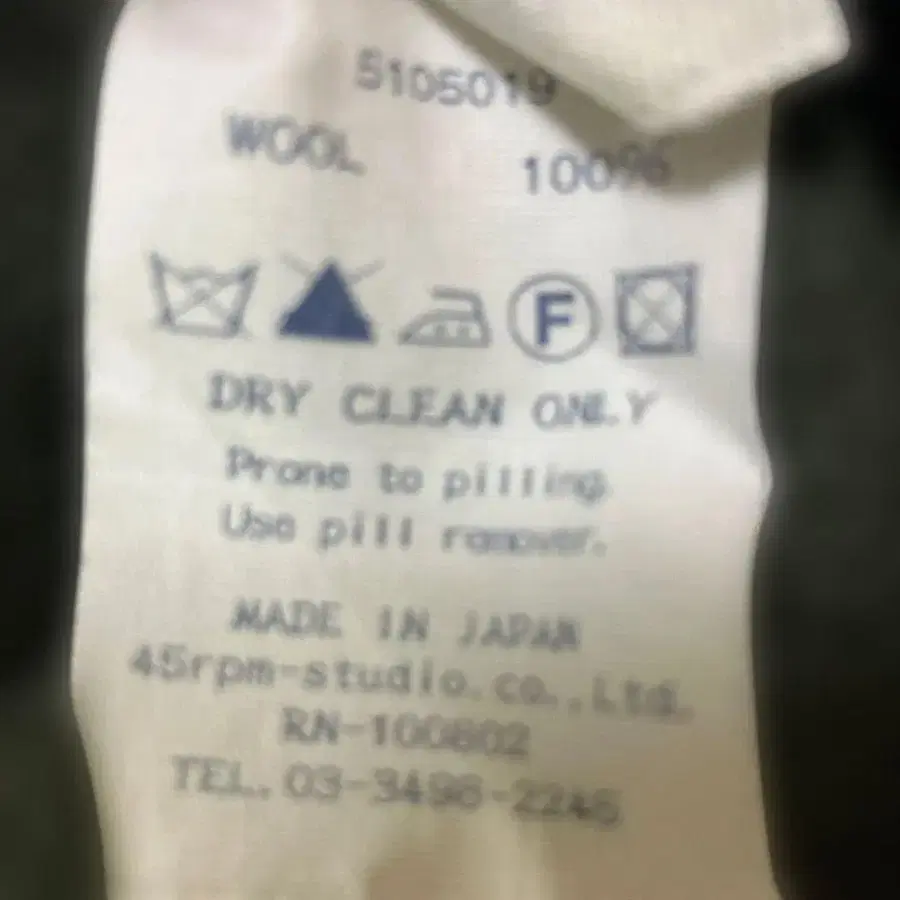 5105019
WOOL 100%
F
DRY CLEAN ONLY
Prone to pilling.
Use pill remover.
MADE IN JAPAN
45rpm-studio.co.,Ltd.
RN-100802
TEL. 03-3486-2246